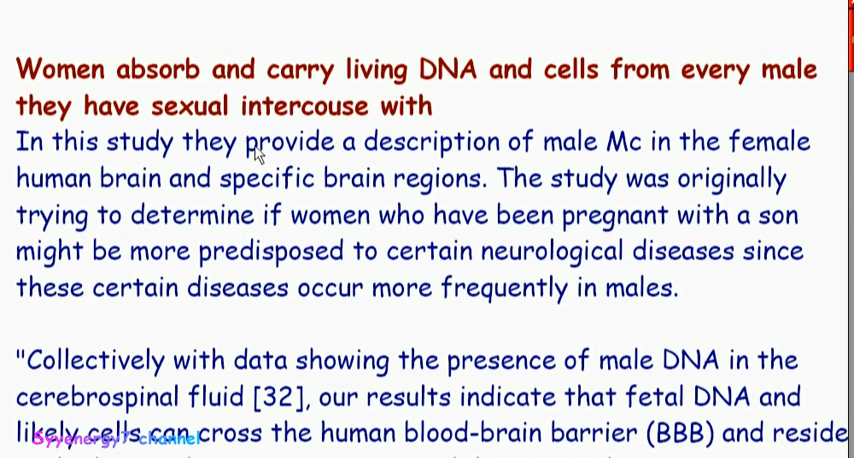 Women absorb and carry living DNA and cells from every male
they have sexual intercouse with
In this study they provide a description of male Mc in the female
human brain and specific brain regions. The study was originally
trying to determine if women who have been pregnant with a son
might be more predisposed to certain neurological diseases since
these certain diseases occur more frequently in males.
"Collectively with data showing the presence of male DNA in the
cerebrospinal fluid [32], our results indicate that fetal DNA and
likely cells can cross the human blood-brain barrier (BBB) and reside
channel